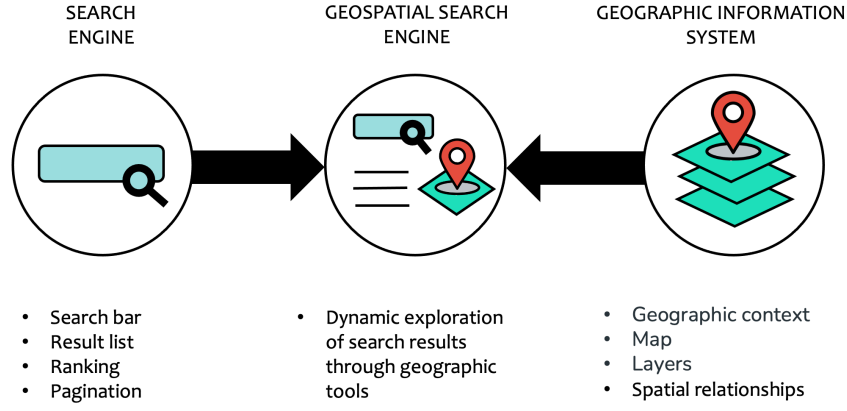 SEARCH
ENGINE
GEOSPATIAL SEARCH
ENGINE
GEOGRAPHIC INFORMATION
SYSTEM
• Search bar
• Result list
• Ranking
• Pagination
• Dynamic exploration
of search results
through geographic
tools
• Geographic context
• Map
• Layers
• Spatial relationships